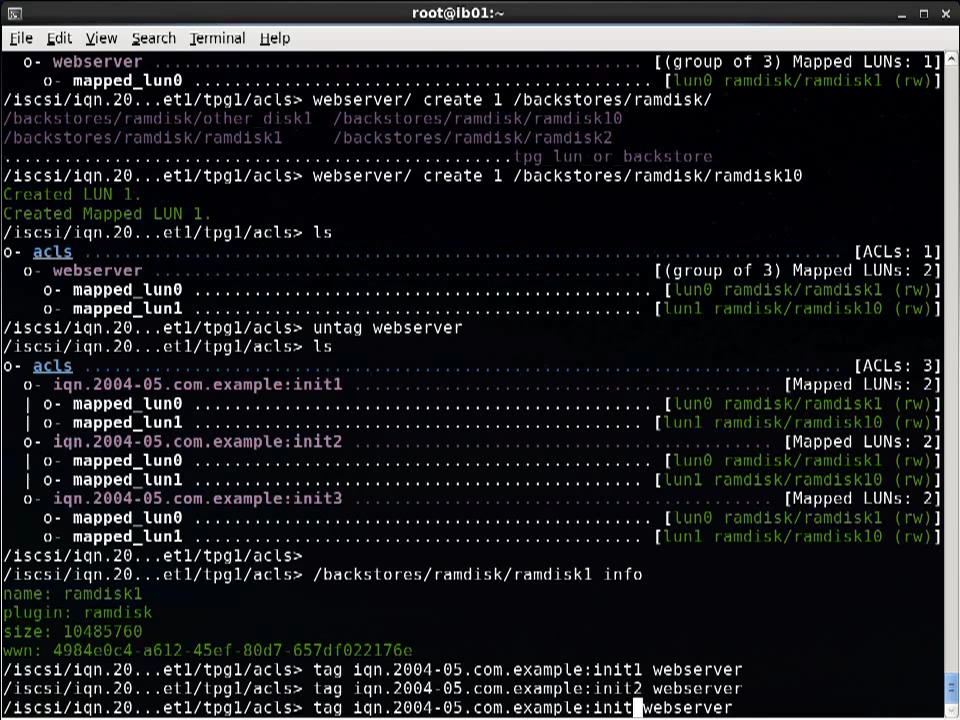 root@ib01:~
File Edit View Search Terminal Help
o- webserver ................................................ [(group of 3) Mapped LUNs: 1]
o- mapped_lun0 .............................................. [lun0 ramdisk/ramdisk1 (rw)]
/iscsi/iqn.20...et1/tpg1/acls> webserver/ create 1 /backstores/ramdisk/
/backstores/ramdisk/other_disk1 /backstores/ramdisk/ramdisk10
/backstores/ramdisk/ramdisk1 /backstores/ramdisk/ramdisk2
...................................................tpg_lun or backstore
/iscsi/iqn.20...et1/tpg1/acls> webserver/ create 1 /backstores/ramdisk/ramdisk10
Created LUN 1.
Created Mapped LUN 1.
/iscsi/iqn.20...et1/tpg1/acls> ls
o- acls ............................................................................ [ACLs: 1]
o- webserver ................................................ [(group of 3) Mapped LUNs: 2]
o- mapped_lun0 .............................................. [lun0 ramdisk/ramdisk1 (rw)]
o- mapped_lun1 ............................................. [lun1 ramdisk/ramdisk10 (rw)]
/iscsi/iqn.20...et1/tpg1/acls> untag webserver
/iscsi/iqn.20...et1/tpg1/acls> ls
o- acls ............................................................................ [ACLs: 3]
o- iqn.2004-05.com.example:init1 ......................................... [Mapped LUNs: 2]
| o- mapped_lun0 .............................................. [lun0 ramdisk/ramdisk1 (rw)]
| o- mapped_lun1 ............................................. [lun1 ramdisk/ramdisk10 (rw)]
o- iqn.2004-05.com.example:init2 ......................................... [Mapped LUNs: 2]
| o- mapped_lun0 .............................................. [lun0 ramdisk/ramdisk1 (rw)]
| o- mapped_lun1 ............................................. [lun1 ramdisk/ramdisk10 (rw)]
o- iqn.2004-05.com.example:init3 ......................................... [Mapped LUNs: 2]
o- mapped_lun0 .............................................. [lun0 ramdisk/ramdisk1 (rw)]
o- mapped_lun1 ............................................. [lun1 ramdisk/ramdisk10 (rw)]
/iscsi/iqn.20...et1/tpg1/acls>
/iscsi/iqn.20...et1/tpg1/acls> /backstores/ramdisk/ramdisk1 info
name: ramdisk1
plugin: ramdisk
size: 10485760
wwn: 4984e0c4-a612-45ef-80d7-657df022176e
/iscsi/iqn.20...et1/tpg1/acls> tag iqn.2004-05.com.example:init1 webserver
/iscsi/iqn.20...et1/tpg1/acls> tag iqn.2004-05.com.example:init2 webserver
/iscsi/iqn.20...et1/tpg1/acls> tag iqn.2004-05.com.example:init webserver